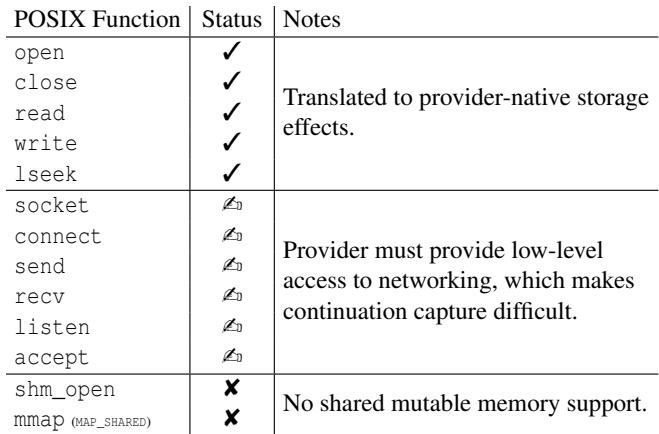 POSIX Function Status Notes
open ✓
close ✓
read ✓
write ✓
lseek ✓
Translated to provider-native storage
effects.
socket ✍
connect ✍
send ✍
recv ✍
listen ✍
accept ✍
Provider must provide low-level
access to networking, which makes
continuation capture difficult.
shm_open ✘
mmap (MAP_SHARED) ✘
No shared mutable memory support.